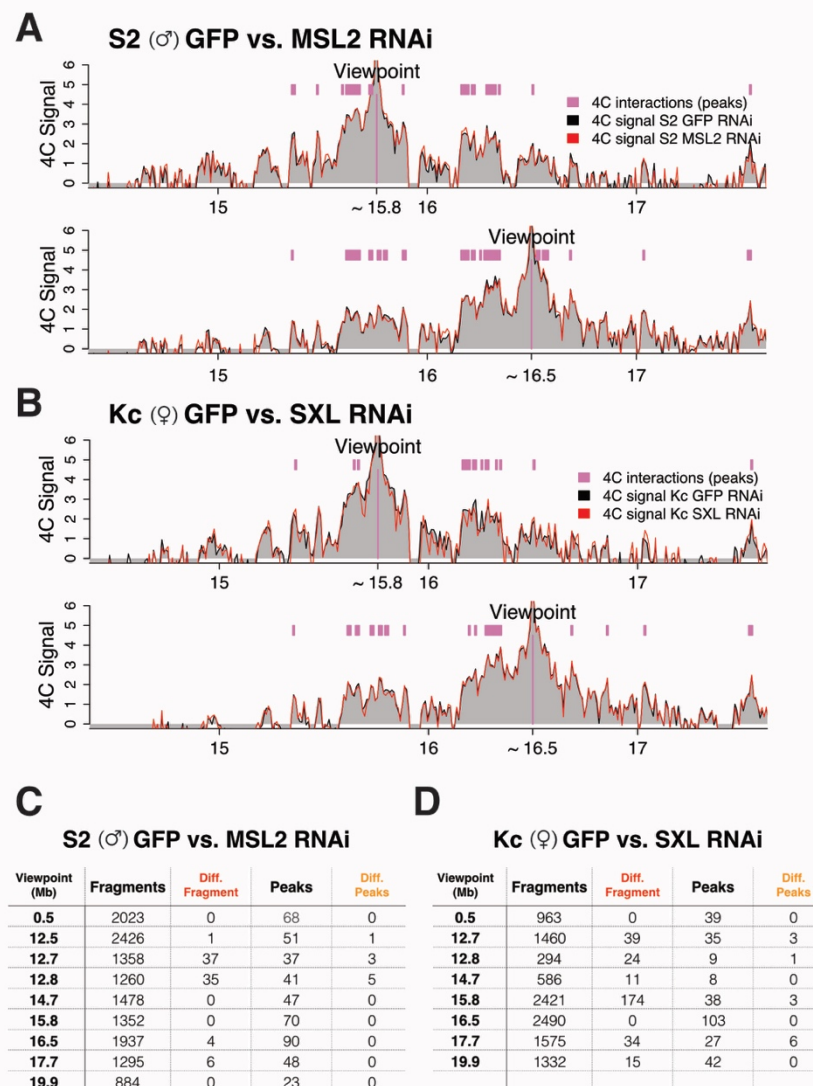 A
S2 (♂) GFP vs. MSL2 RNAi
6
5
4
3
2
1
0
4C Signal
Viewpoint
4C interactions (peaks)
4C signal S2 GFP RNAi
4C signal S2 MSL2 RNAi
15 ~ 15.8 16 17
6
5
4
3
2
1
0
4C Signal
Viewpoint
15 16 ~ 16.5 17
B
Kc (♀) GFP vs. SXL RNAi
6
5
4
3
2
1
0
4C Signal
Viewpoint
4C interactions (peaks)
4C signal Kc GFP RNAi
4C signal Kc SXL RNAi
15 ~ 15.8 16 17
6
5
4
3
2
1
0
4C Signal
Viewpoint
15 16 ~ 16.5 17
C
S2 (♂) GFP vs. MSL2 RNAi
Viewpoint (Mb) Fragments Diff. Fragment Peaks Diff. Peaks
0.5 2023 0 68 0
12.5 2426 1 51 1
12.7 1358 37 37 3
12.8 1260 35 41 5
14.7 1478 0 47 0
15.8 1352 0 70 0
16.5 1937 4 90 0
17.7 1295 6 48 0
19.9 884 0 23 0
D
Kc (♀) GFP vs. SXL RNAi
Viewpoint (Mb) Fragments Diff. Fragment Peaks Diff. Peaks
0.5 963 0 39 0
12.7 1460 39 35 3
12.8 294 24 9 1
14.7 586 11 8 0
15.8 2421 174 38 3
16.5 2490 0 103 0
17.7 1575 34 27 6
19.9 1332 15 42 0